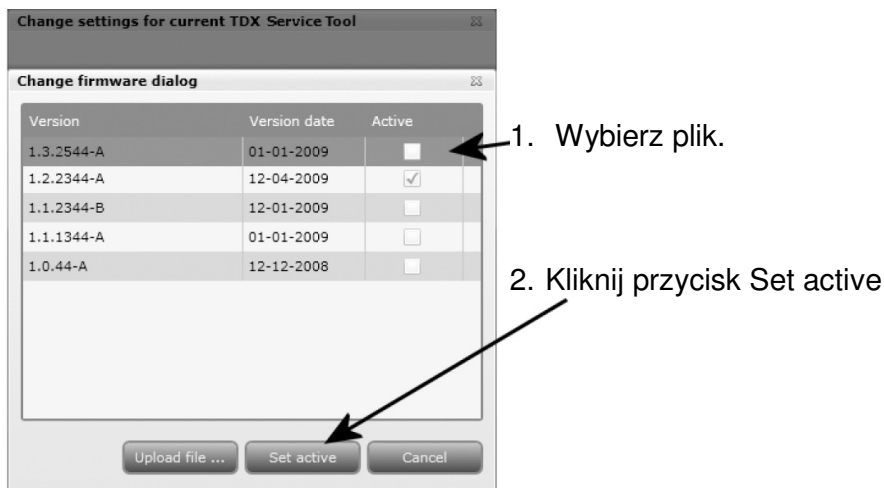 Change settings for current TDX Service Tool
Change firmware dialog
Version Version date Active
1.3.2544-A 01-01-2009
1.2.2344-A 12-04-2009
1.1.2344-B 12-01-2009
1.1.1344-A 01-01-2009
1.0.44-A 12-12-2008
Upload file ... Set active Cancel
1. Wybierz plik.
2. Kliknij przycisk Set active